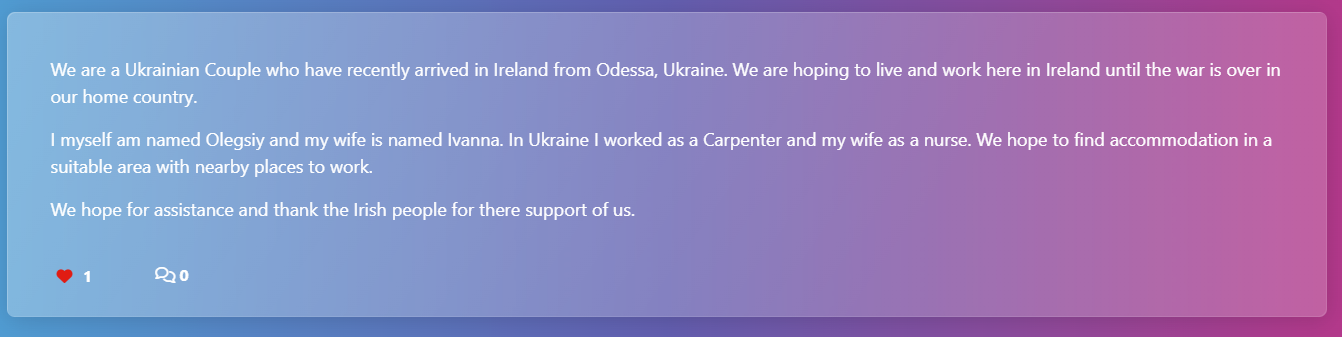 We are a Ukrainian Couple who have recently arrived in Ireland from Odessa, Ukraine. We are hoping to live and work here in Ireland until the war is over in
our home country.
I myself am named Olegsiy and my wife is named Ivanna. In Ukraine I worked as a Carpenter and my wife as a nurse. We hope to find accommodation in a
suitable area with nearby places to work.
We hope for assistance and thank the Irish people for there support of us.
1 0